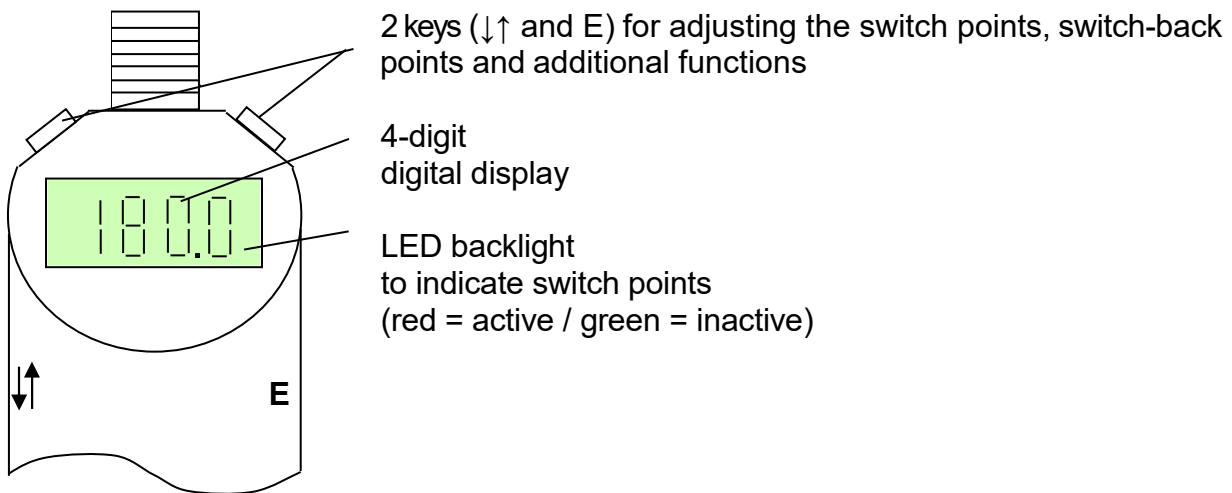 2 keys (↓↑ and E) for adjusting the switch points, switch-back
points and additional functions
4-digit
digital display
180.0
LED backlight
to indicate switch points
(red = active / green = inactive)
↓↑
E